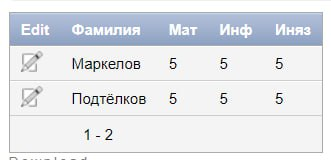 Edit Фамилия Мат Инф Иняз
Маркелов 5 5 5
Подтёлков 5 5 5
1 - 2